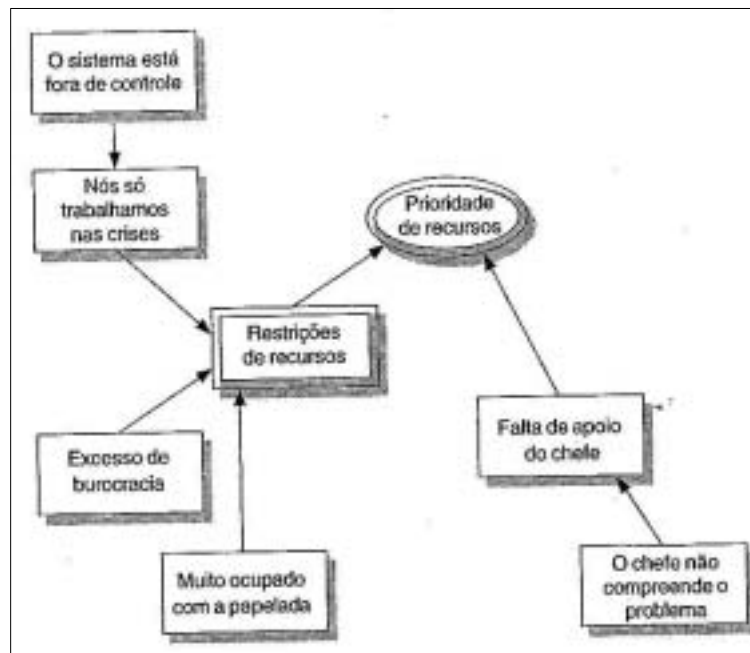 O sistema está
fora de controle
Nós só
trabalhamos
nas crises
Prioridade
de recursos
Restrições
de recursos
Falta de apoio
do chefe
Excesso de
burocracia
Muito ocupado
com a papelada
O chefe não
compreende o
problema